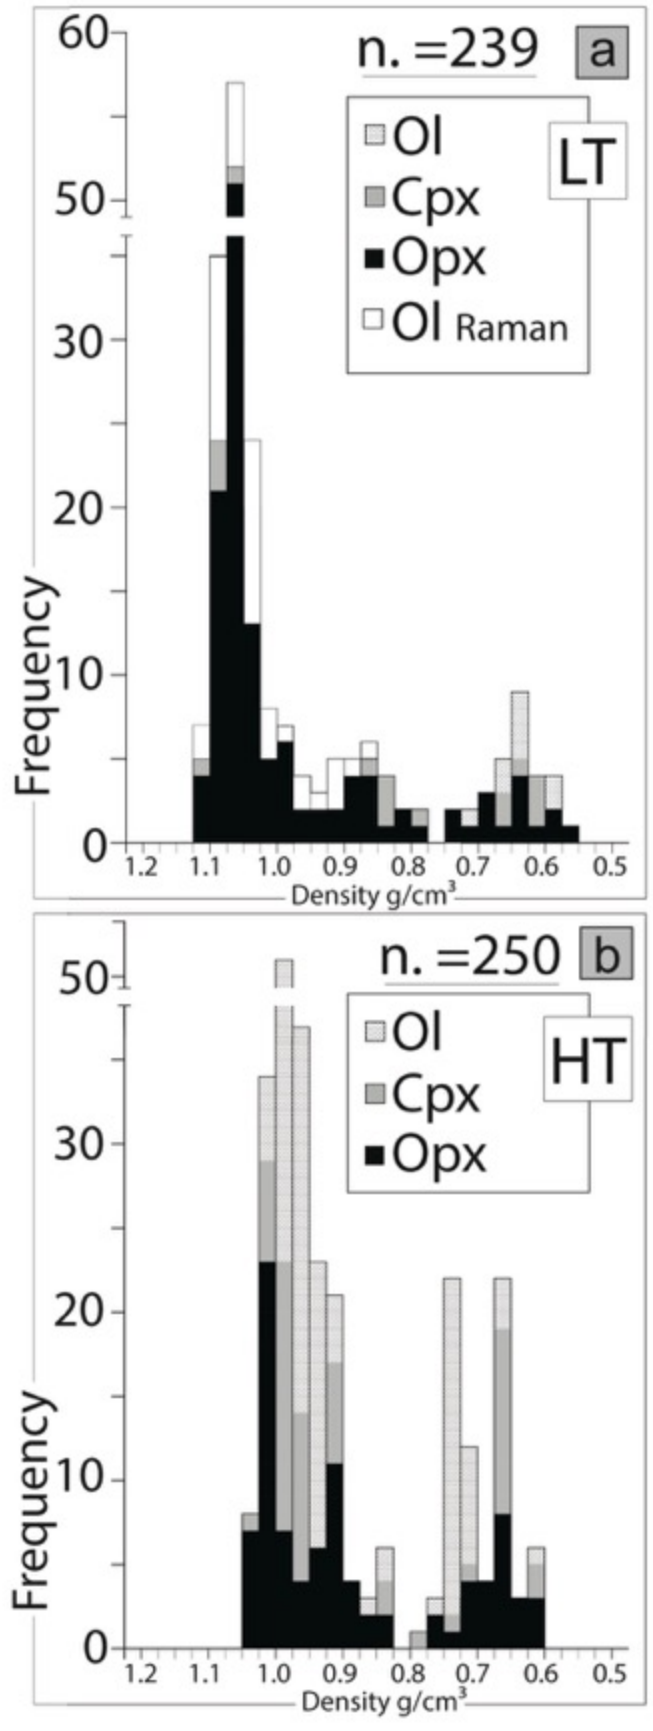 n. =239
a
LT
Ol
Cpx
Opx
Ol Raman
60
50
30
20
10
0
Frequency
1.2 1.1 1.0 0.9 0.8 0.7 0.6 0.5
Density g/cm³
n. =250
b
HT
Ol
Cpx
Opx
50
30
20
10
0
Frequency
1.2 1.1 1.0 0.9 0.8 0.7 0.6 0.5
Density g/cm³